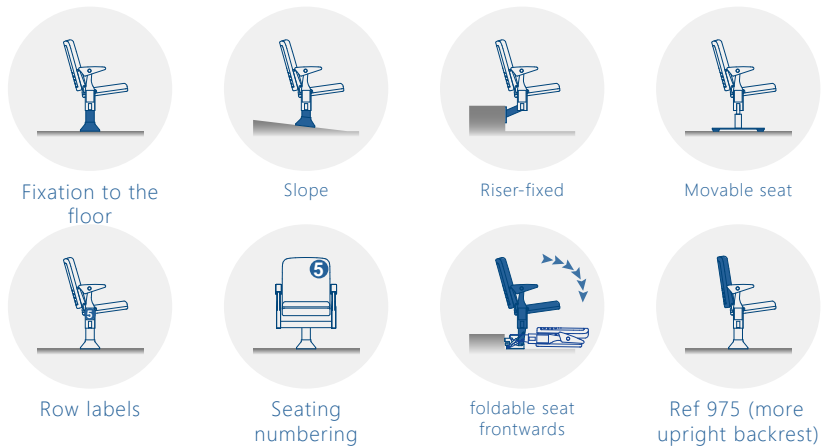 Fixation to the
floor
Slope
Riser-fixed
Movable seat
5
Row labels
5
Seating
numbering
foldable seat
frontwards
Ref 975 (more
upright backrest)